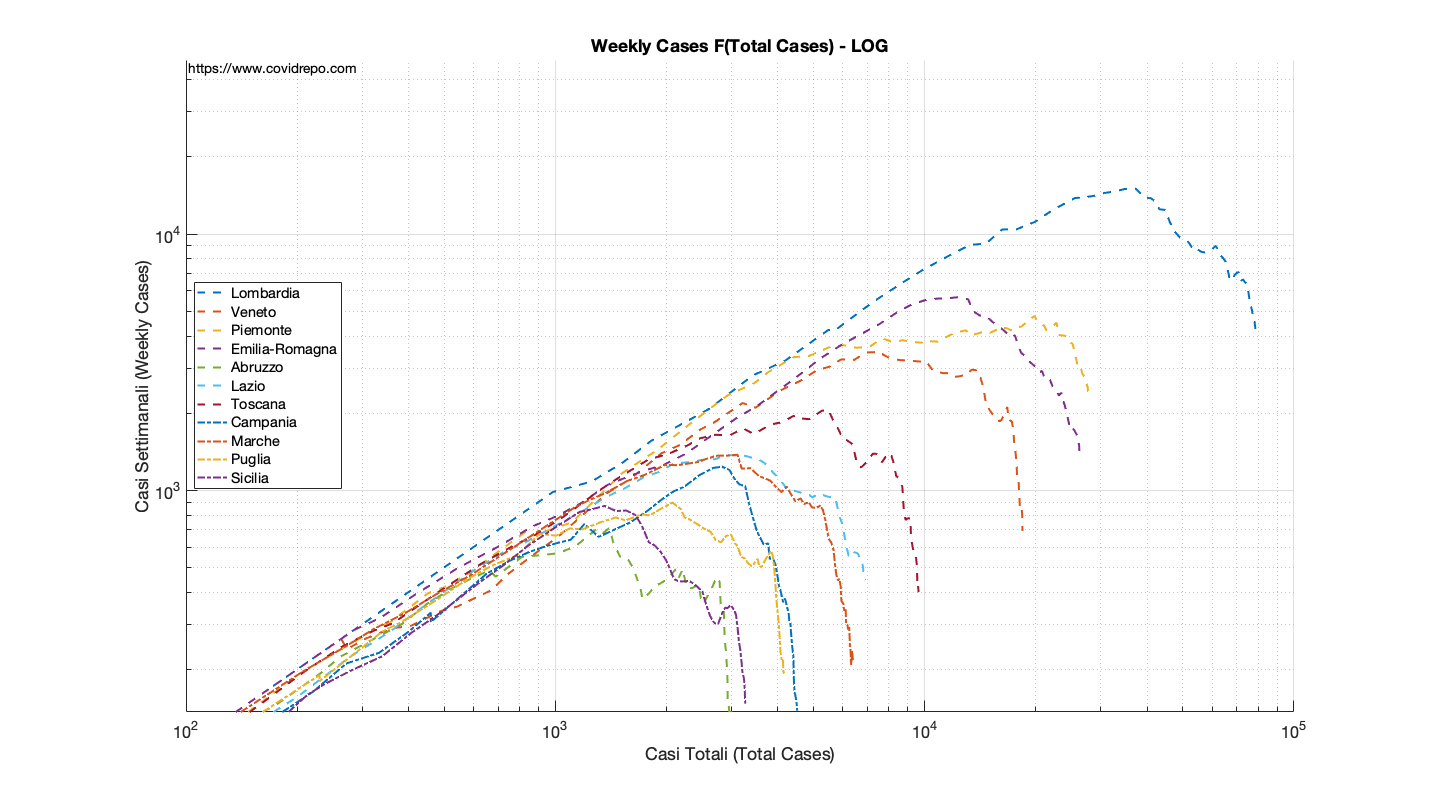 Weekly Cases F(Total Cases) - LOG
https://www.covidrepo.com
Casi Settimanali (Weekly Cases)
10^4
10^3
Lombardia
Veneto
Piemonte
Emilia-Romagna
Abruzzo
Lazio
Toscana
Campania
Marche
Puglia
Sicilia
10^2
10^3
10^4
10^5
Casi Totali (Total Cases)